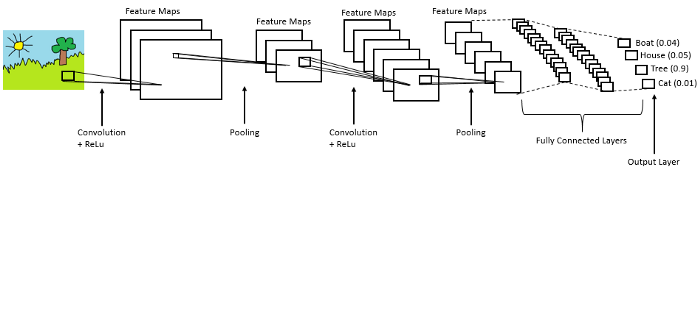 Feature Maps
Feature Maps
Feature Maps
Feature Maps
Boat (0.04)
House (0.05)
Tree (0.9)
Cat (0.01)
Convolution
+ ReLu
Pooling
Convolution
+ ReLu
Pooling
Fully Connected Layers
Output Layer